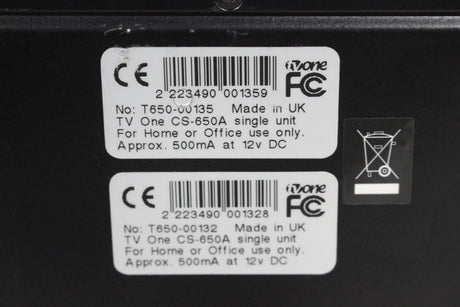 CE tvone FC
2 223490 001359
No: T650-00135 Made in UK
TV One CS-650A single unit
For Home or Office use only.
Approx. 500mA at 12v DC
CE tvone FC
2 223490 001328
No: T650-00132 Made in UK
TV One CS-650A single unit
For Home or Office use only.
Approx. 500mA at 12v DC